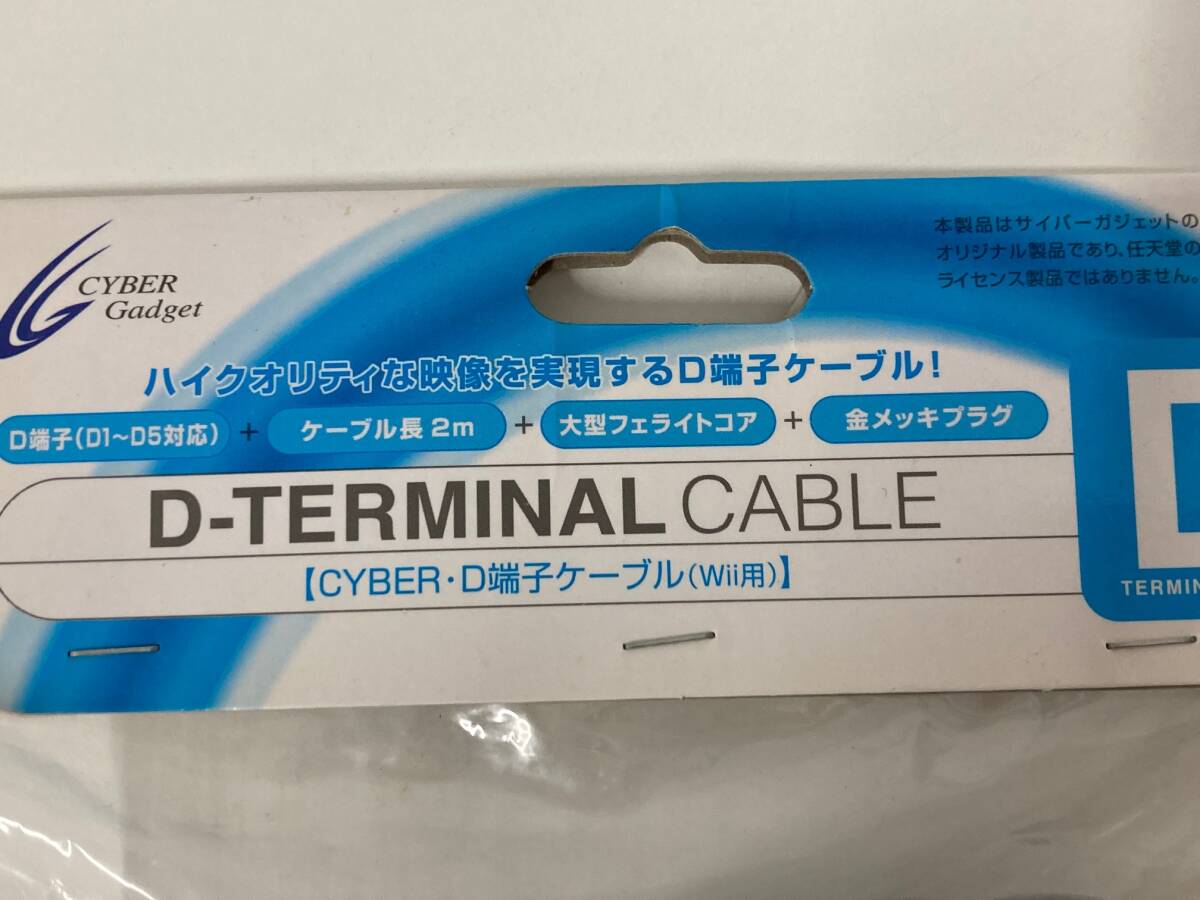 CYBER
Gadget
本製品はサイバーガジェットの
オリジナル製品であり、任天堂の
ライセンス製品ではありません。
ハイクオリティな映像を実現するD端子ケーブル!
D端子(D1~D5対応) + ケーブル長2m + 大型フェライトコア + 金メッキプラグ
D-TERMINAL CABLE
【CYBER・D端子ケーブル(Wii用)】